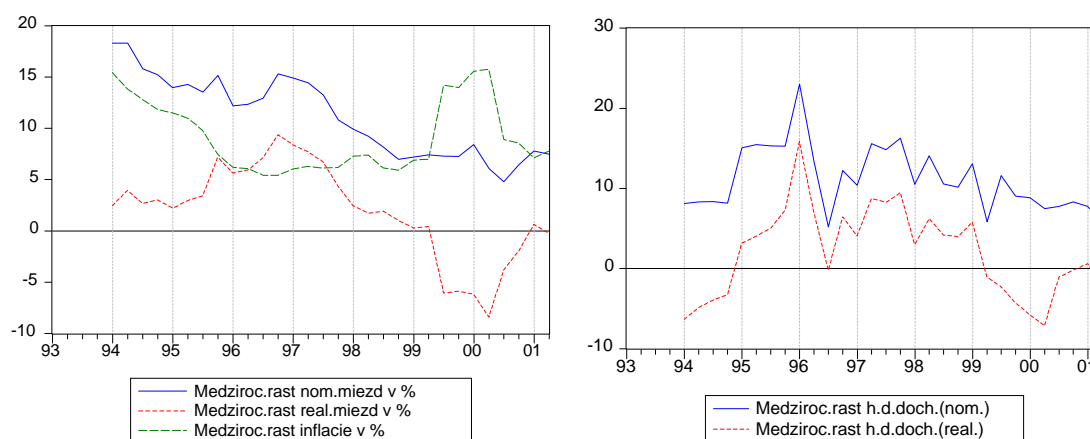 20
15
10
5
0
-5
-10
93 94 95 96 97 98 99 00 01
Medziroc.rast nom.miezd v %
Medziroc.rast real.miezd v %
Medziroc.rast inflacie v %
30
20
10
0
-10
93 94 95 96 97 98 99 00 01
Medziroc.rast h.d.doch.(nom.)
Medziroc.rast h.d.doch.(real.)